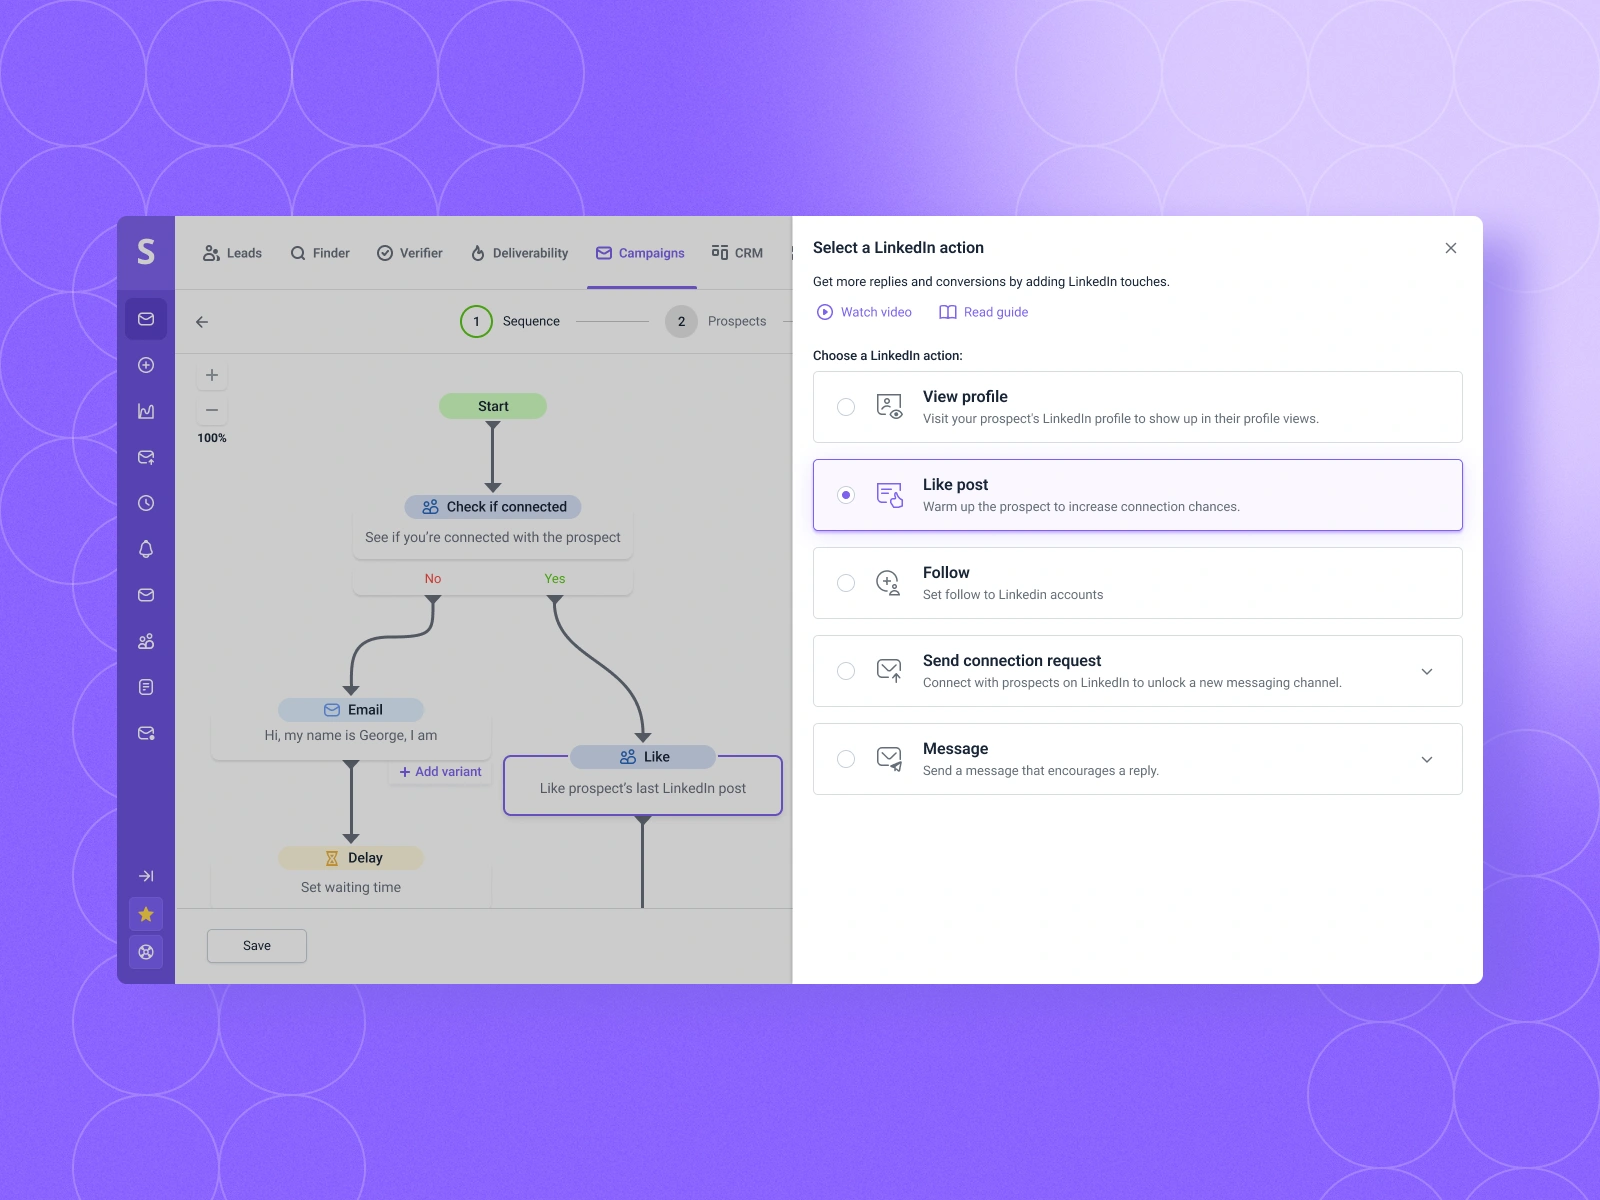 S
Leads
Finder
Verifier
Deliverability
Campaigns
CRM
1
Sequence
2
Prospects
100%
Start
Check if connected
See if you’re connected with the prospect
No
Yes
Email
Hi, my name is George, I am
+ Add variant
Like
Like prospect’s last LinkedIn post
Delay
Set waiting time
Save
Select a LinkedIn action
Get more replies and conversions by adding LinkedIn touches.
Watch video
Read guide
Choose a LinkedIn action:
View profile
Visit your prospect's LinkedIn profile to show up in their profile views.
Like post
Warm up the prospect to increase connection chances.
Follow
Set follow to Linkedin accounts
Send connection request
Connect with prospects on LinkedIn to unlock a new messaging channel.
Message
Send a message that encourages a reply.